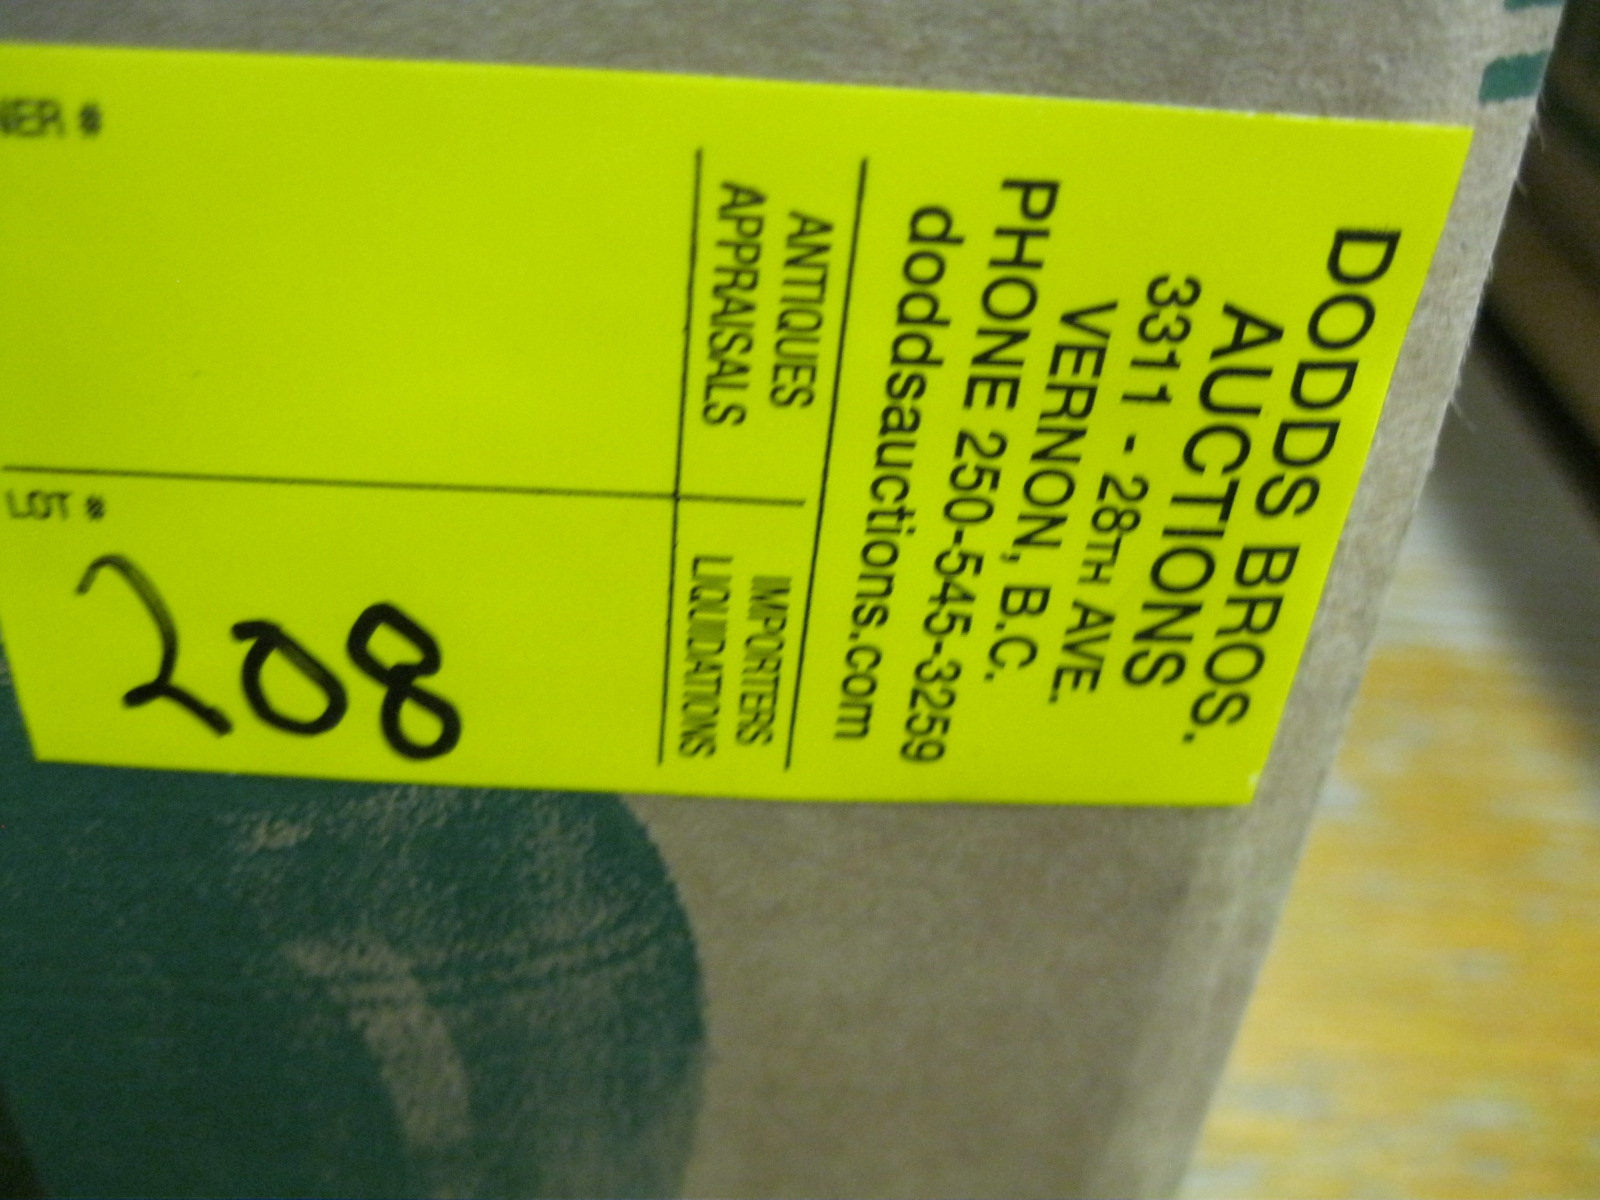 DODDS BROS.
AUCTIONS
3311 - 28TH AVE.
VERNON, B.C.
PHONE 250-545-3259
doddsauctions.com
ANTIQUES
APPRAISALS
IMPORTERS
LIQUIDATIONS
NER #
LOT #
208